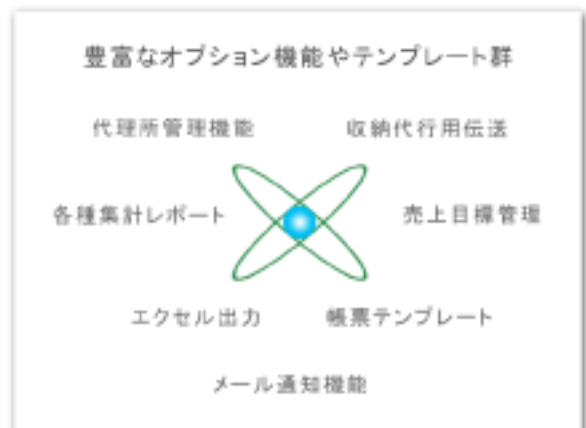 豊富なオプション機能やテンプレート群
代理所管理機能
収納代行用伝送
各種集計レポート
売上目標管理
エクセル出力
帳票テンプレート
メール通知機能